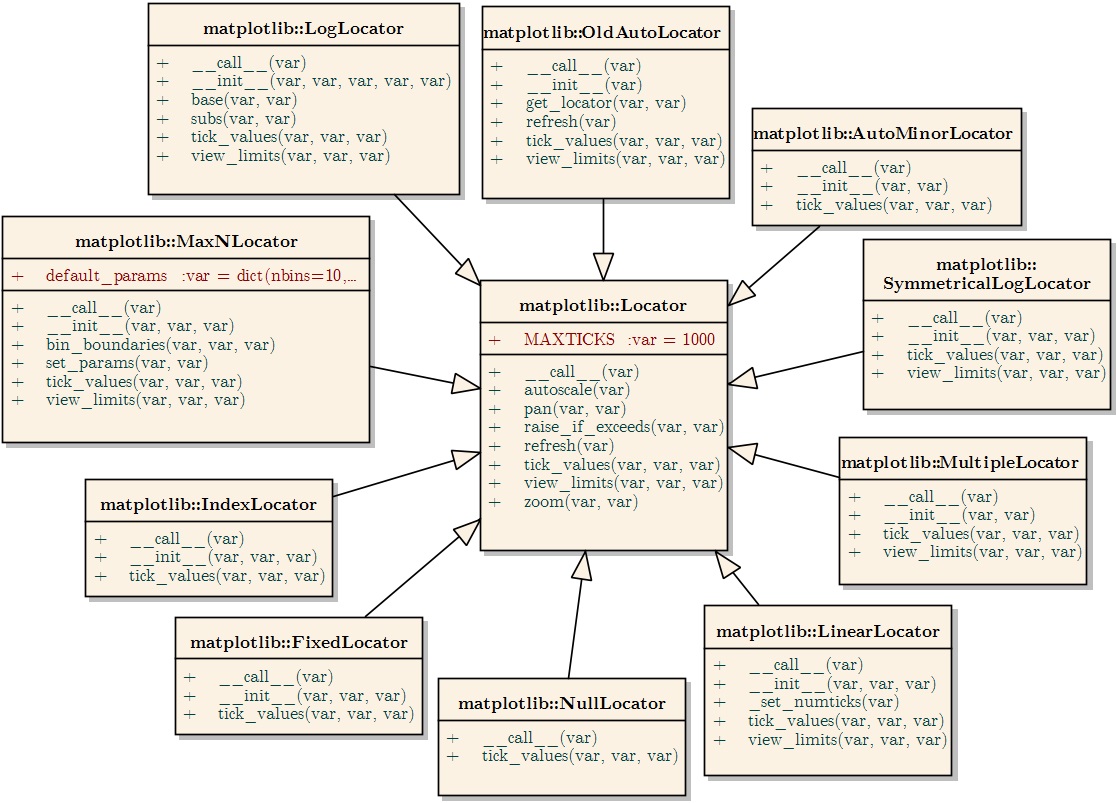 matplotlib::LogLocator
+ __call__(var)
+ __init__(var, var, var, var, var)
+ base(var, var)
+ subs(var, var)
+ tick_values(var, var, var)
+ view_limits(var, var, var)
matplotlib::OldAutoLocator
+ __call__(var)
+ __init__(var)
+ get_locator(var, var)
+ refresh(var)
+ tick_values(var, var, var)
+ view_limits(var, var, var)
matplotlib::AutoMinorLocator
+ __call__(var)
+ __init__(var, var)
+ tick_values(var, var, var)
matplotlib::MaxNLocator
+ default_params :var = dict(nbins=10,...
+ __call__(var)
+ __init__(var, var, var)
+ bin_boundaries(var, var, var)
+ set_params(var, var)
+ tick_values(var, var, var)
+ view_limits(var, var, var)
matplotlib::Locator
+ MAXTICKS :var = 1000
+ __call__(var)
+ autoscale(var)
+ pan(var, var)
+ raise_if_exceeds(var, var)
+ refresh(var)
+ tick_values(var, var, var)
+ view_limits(var, var, var)
+ zoom(var, var)
matplotlib::
SymmetricalLogLocator
+ __call__(var)
+ __init__(var, var, var)
+ tick_values(var, var, var)
+ view_limits(var, var, var)
matplotlib::MultipleLocator
+ __call__(var)
+ __init__(var, var)
+ tick_values(var, var, var)
+ view_limits(var, var, var)
matplotlib::IndexLocator
+ __call__(var)
+ __init__(var, var, var)
+ tick_values(var, var, var)
matplotlib::FixedLocator
+ __call__(var)
+ __init__(var, var, var)
+ tick_values(var, var, var)
matplotlib::NullLocator
+ __call__(var)
+ tick_values(var, var, var)
matplotlib::LinearLocator
+ __call__(var)
+ __init__(var, var, var)
+ _set_numticks(var)
+ tick_values(var, var, var)
+ view_limits(var, var, var)